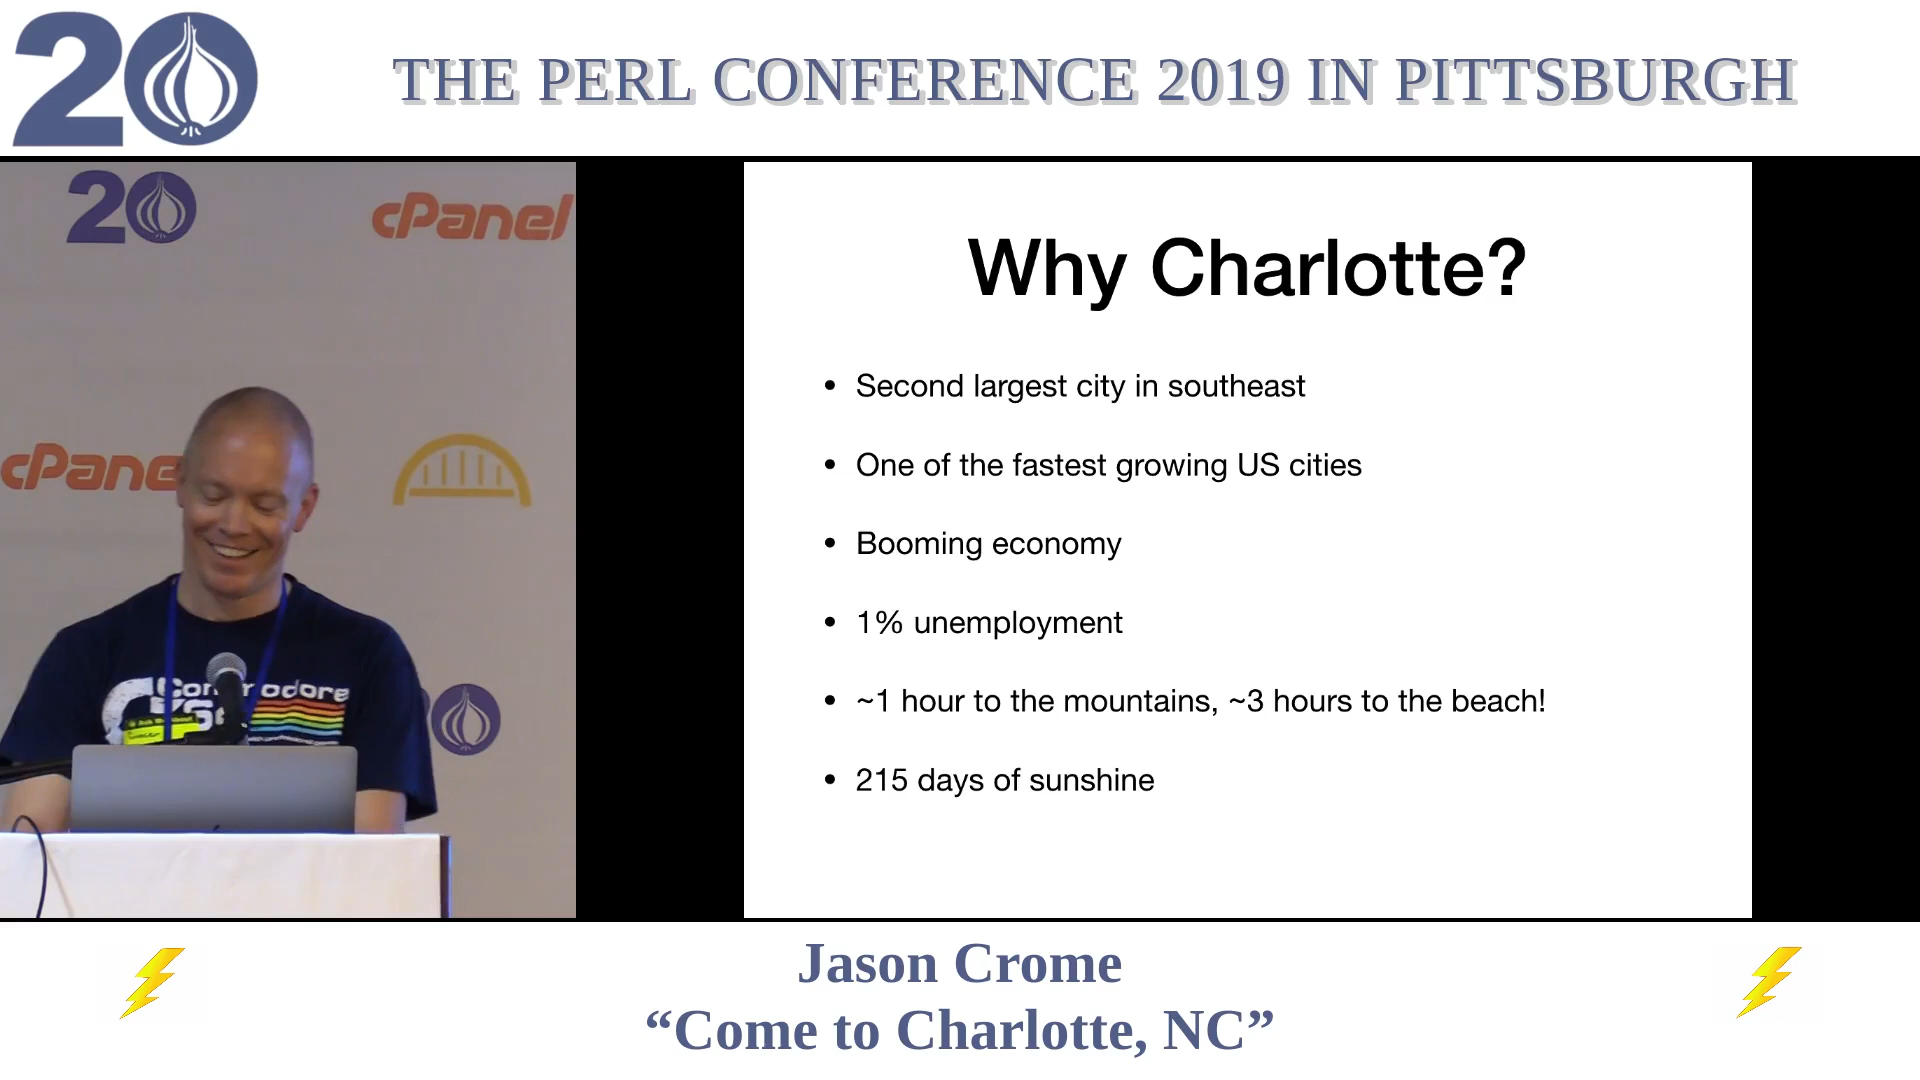 20
THE PERL CONFERENCE 2019 IN PITTSBURGH
20
cPanel
cPane
Commodore
Why Charlotte?
• Second largest city in southeast
• One of the fastest growing US cities
• Booming economy
• 1% unemployment
• ~1 hour to the mountains, ~3 hours to the beach!
• 215 days of sunshine
Jason Crome
“Come to Charlotte, NC”